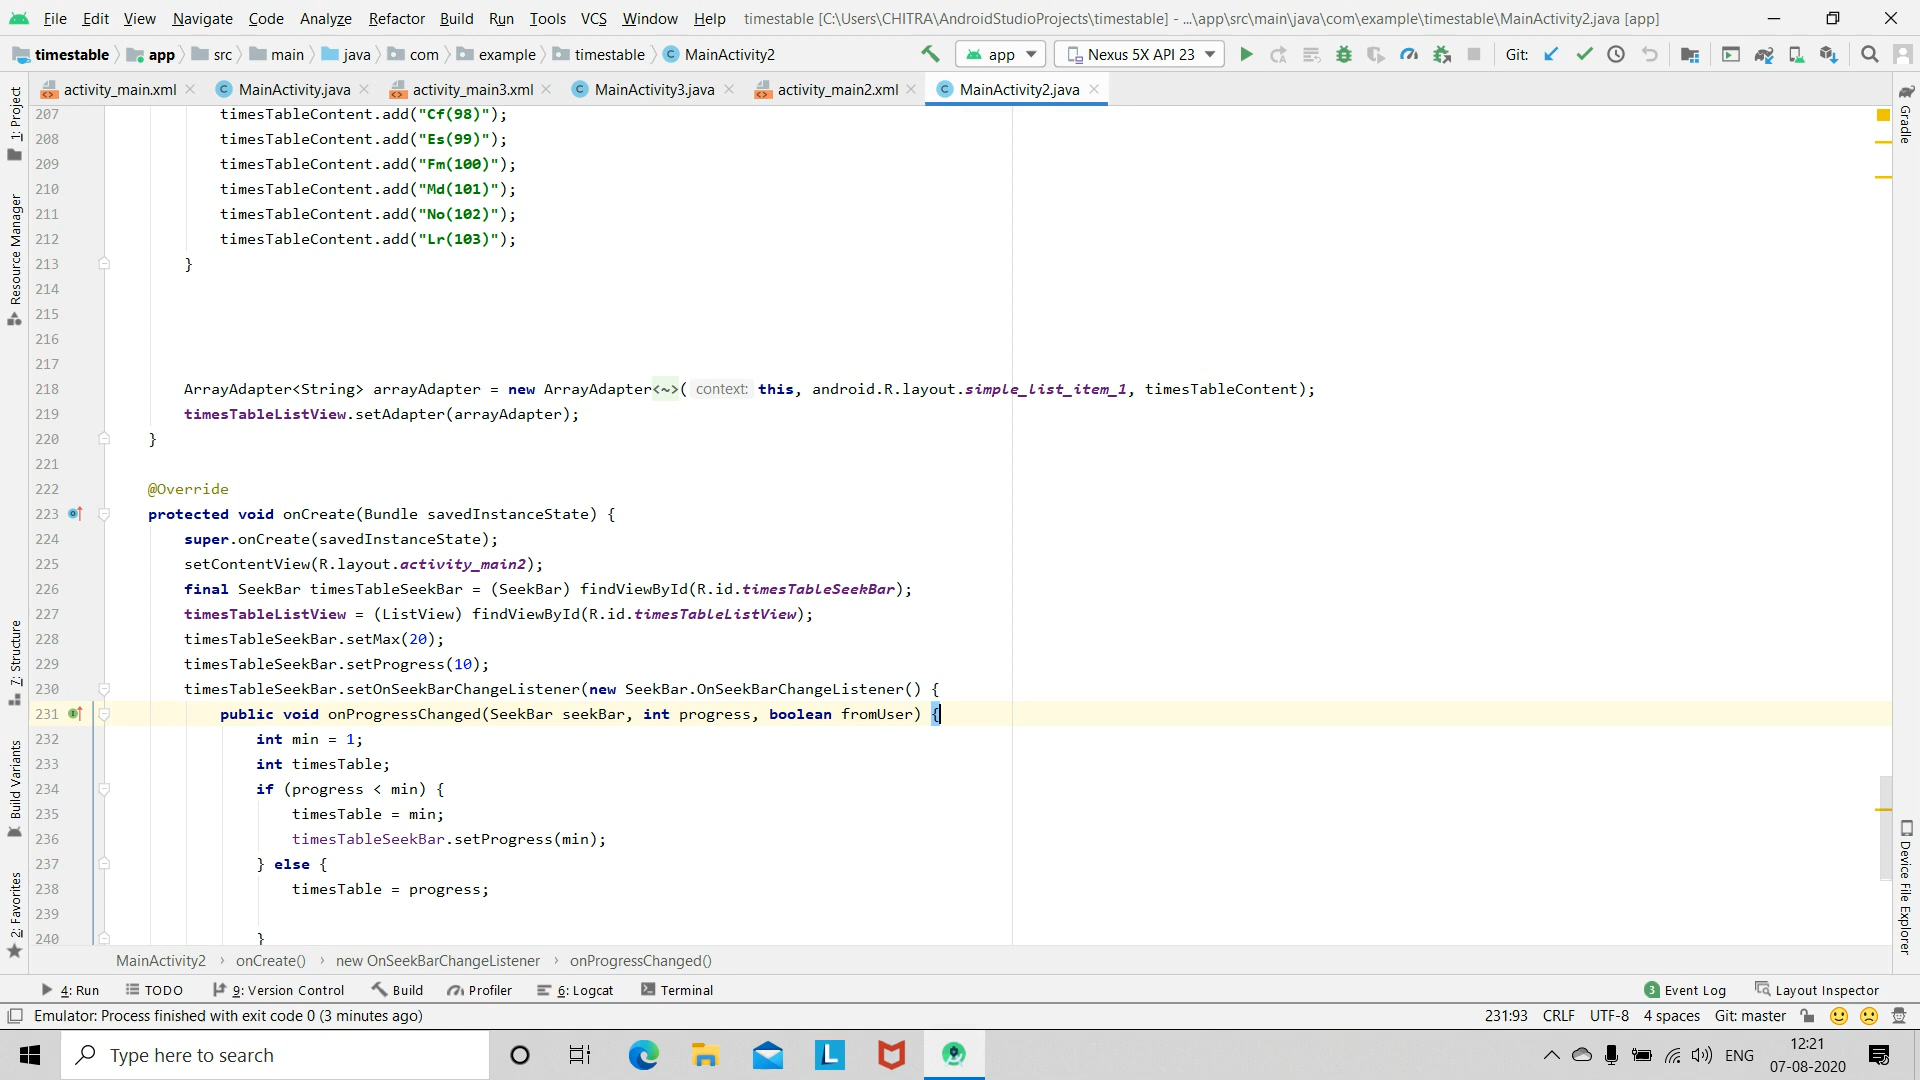 File Edit View Navigate Code Analyze Refactor Build Run Tools VCS Window Help timestable [C:\Users\CHITRA\AndroidStudioProjects\timestable] - ...\app\src\main\java\com\example\timestable\MainActivity2.java [app]
timestable app src main java com example timestable MainActivity2 app Nexus 5X API 23 Git:
activity_main.xml MainActivity.java activity_main3.xml MainActivity3.java activity_main2.xml MainActivity2.java
1: Project
Resource Manager
7: Structure
Build Variants
2: Favorites
207 timesTableContent.add("Cf(98)");
208 timesTableContent.add("Es(99)");
209 timesTableContent.add("Fm(100)");
210 timesTableContent.add("Md(101)");
211 timesTableContent.add("No(102)");
212 timesTableContent.add("Lr(103)");
213 }
214
215
216
217
218 ArrayAdapter<String> arrayAdapter = new ArrayAdapter<~>( context: this, android.R.layout.simple_list_item_1, timesTableContent);
219 timesTableListView.setAdapter(arrayAdapter);
220 }
221
222 @Override
223 protected void onCreate(Bundle savedInstanceState) {
224 super.onCreate(savedInstanceState);
225 setContentView(R.layout.activity_main2);
226 final SeekBar timesTableSeekBar = (SeekBar) findViewById(R.id.timesTableSeekBar);
227 timesTableListView = (ListView) findViewById(R.id.timesTableListView);
228 timesTableSeekBar.setMax(20);
229 timesTableSeekBar.setProgress(10);
230 timesTableSeekBar.setOnSeekBarChangeListener(new SeekBar.OnSeekBarChangeListener() {
231 public void onProgressChanged(SeekBar seekBar, int progress, boolean fromUser) {
232 int min = 1;
233 int timesTable;
234 if (progress < min) {
235 timesTable = min;
236 timesTableSeekBar.setProgress(min);
237 } else {
238 timesTable = progress;
239
240 }
Gradle
Device File Explorer
MainActivity2 › onCreate() › new OnSeekBarChangeListener › onProgressChanged()
4: Run TODO 9: Version Control Build Profiler 6: Logcat Terminal 3 Event Log Layout Inspector
Emulator: Process finished with exit code 0 (3 minutes ago) 231:93 CRLF UTF-8 4 spaces Git: master
Type here to search L ENG 12:21
07-08-2020